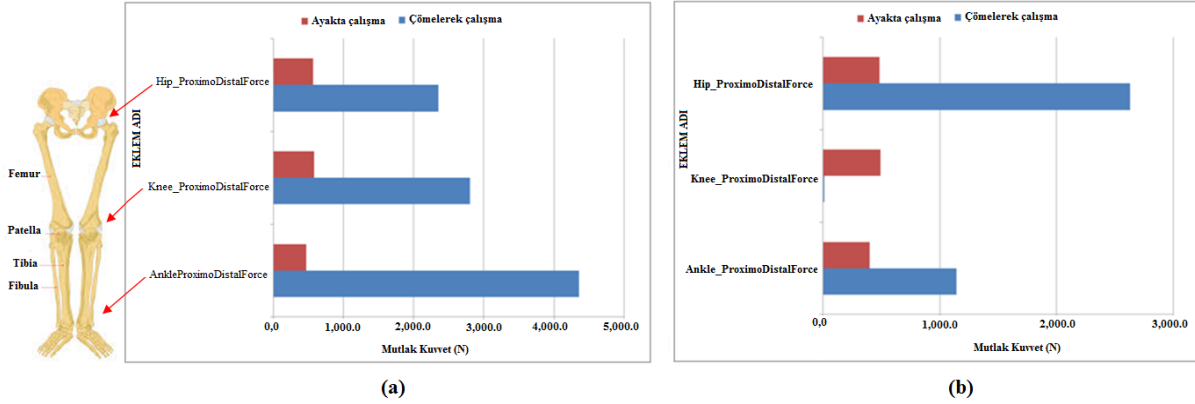 Ayakta çalışma Çömelerek çalışma
Hip_ProximoDistalForce
EKLEM ADI
Knee_ProximoDistalForce
AnkleProximoDistalForce
Femur
Patella
Tibia
Fibula
0,0 1,000.0 2,000.0 3,000.0 4,000.0 5,000.0
Mutlak Kuvvet (N)
(a)
Ayakta çalışma Çömelerek çalışma
Hip_ProximoDistalForce
EKLEM ADI
Knee_ProximoDistalForce
Ankle_ProximoDistalForce
0,0 1,000.0 2,000.0 3,000.0
Mutlak Kuvvet (N)
(b)